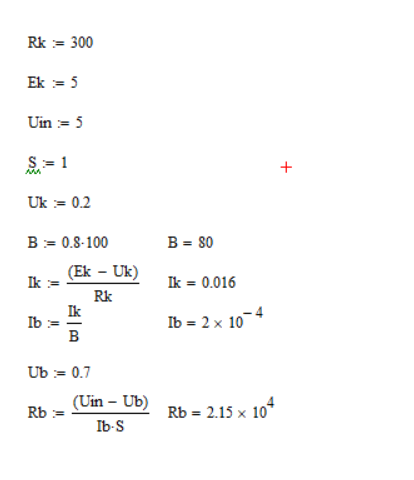 Rk := 300
Ek := 5
Uin := 5
S := 1
Uk := 0.2
B := 0.8·100 B = 80
Ik := (Ek − Uk) / Rk Ik = 0.016
Ib := Ik / B Ib = 2 × 10^−4
Ub := 0.7
Rb := (Uin − Ub) / Ib·S Rb = 2.15 × 10^4